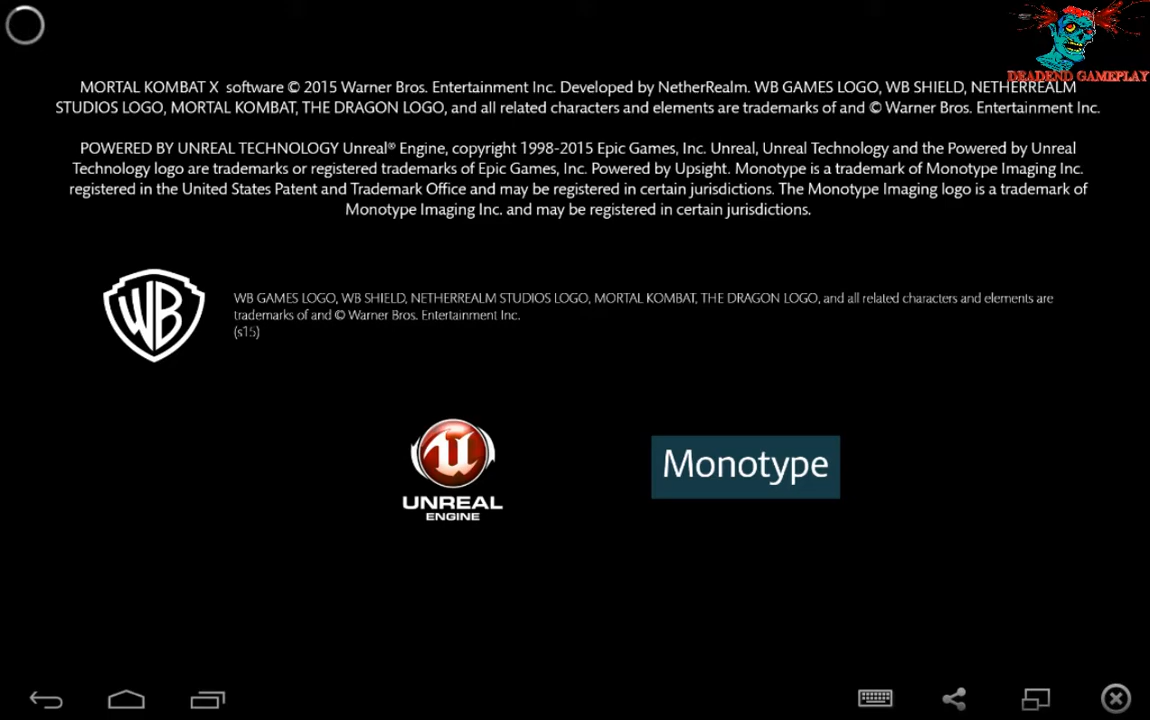 DEADEND GAMEPLAY
MORTAL KOMBAT X software © 2015 Warner Bros. Entertainment Inc. Developed by NetherRealm. WB GAMES LOGO, WB SHIELD, NETHERREALM
STUDIOS LOGO, MORTAL KOMBAT, THE DRAGON LOGO, and all related characters and elements are trademarks of and © Warner Bros. Entertainment Inc.
POWERED BY UNREAL TECHNOLOGY Unreal® Engine, copyright 1998-2015 Epic Games, Inc. Unreal, Unreal Technology and the Powered by Unreal
Technology logo are trademarks or registered trademarks of Epic Games, Inc. Powered by Upsight. Monotype is a trademark of Monotype Imaging Inc.
registered in the United States Patent and Trademark Office and may be registered in certain jurisdictions. The Monotype Imaging logo is a trademark of
Monotype Imaging Inc. and may be registered in certain jurisdictions.
WB
WB GAMES LOGO, WB SHIELD, NETHERREALM STUDIOS LOGO, MORTAL KOMBAT, THE DRAGON LOGO, and all related characters and elements are
trademarks of and © Warner Bros. Entertainment Inc.
(s15)
UNREAL
ENGINE
Monotype